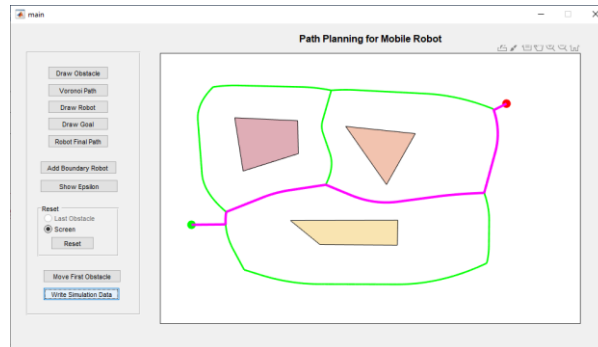 main
Path Planning for Mobile Robot
Draw Obstacle
Voronoi Path
Draw Robot
Draw Goal
Robot Final Path
Add Boundary Robot
Show Epsilon
Reset
Last Obstacle
Screen
Reset
Move First Obstacle
Write Simulation Data